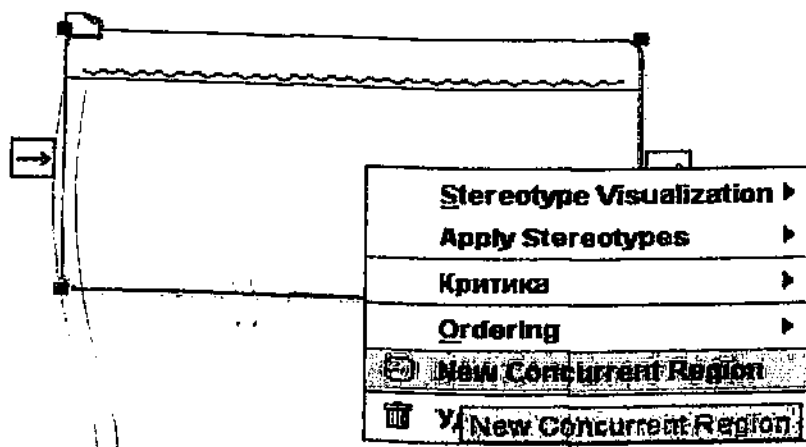 Stereotype Visualization
Apply Stereotypes
Критика
Ordering
New Concurrent Region
New Concurrent Region